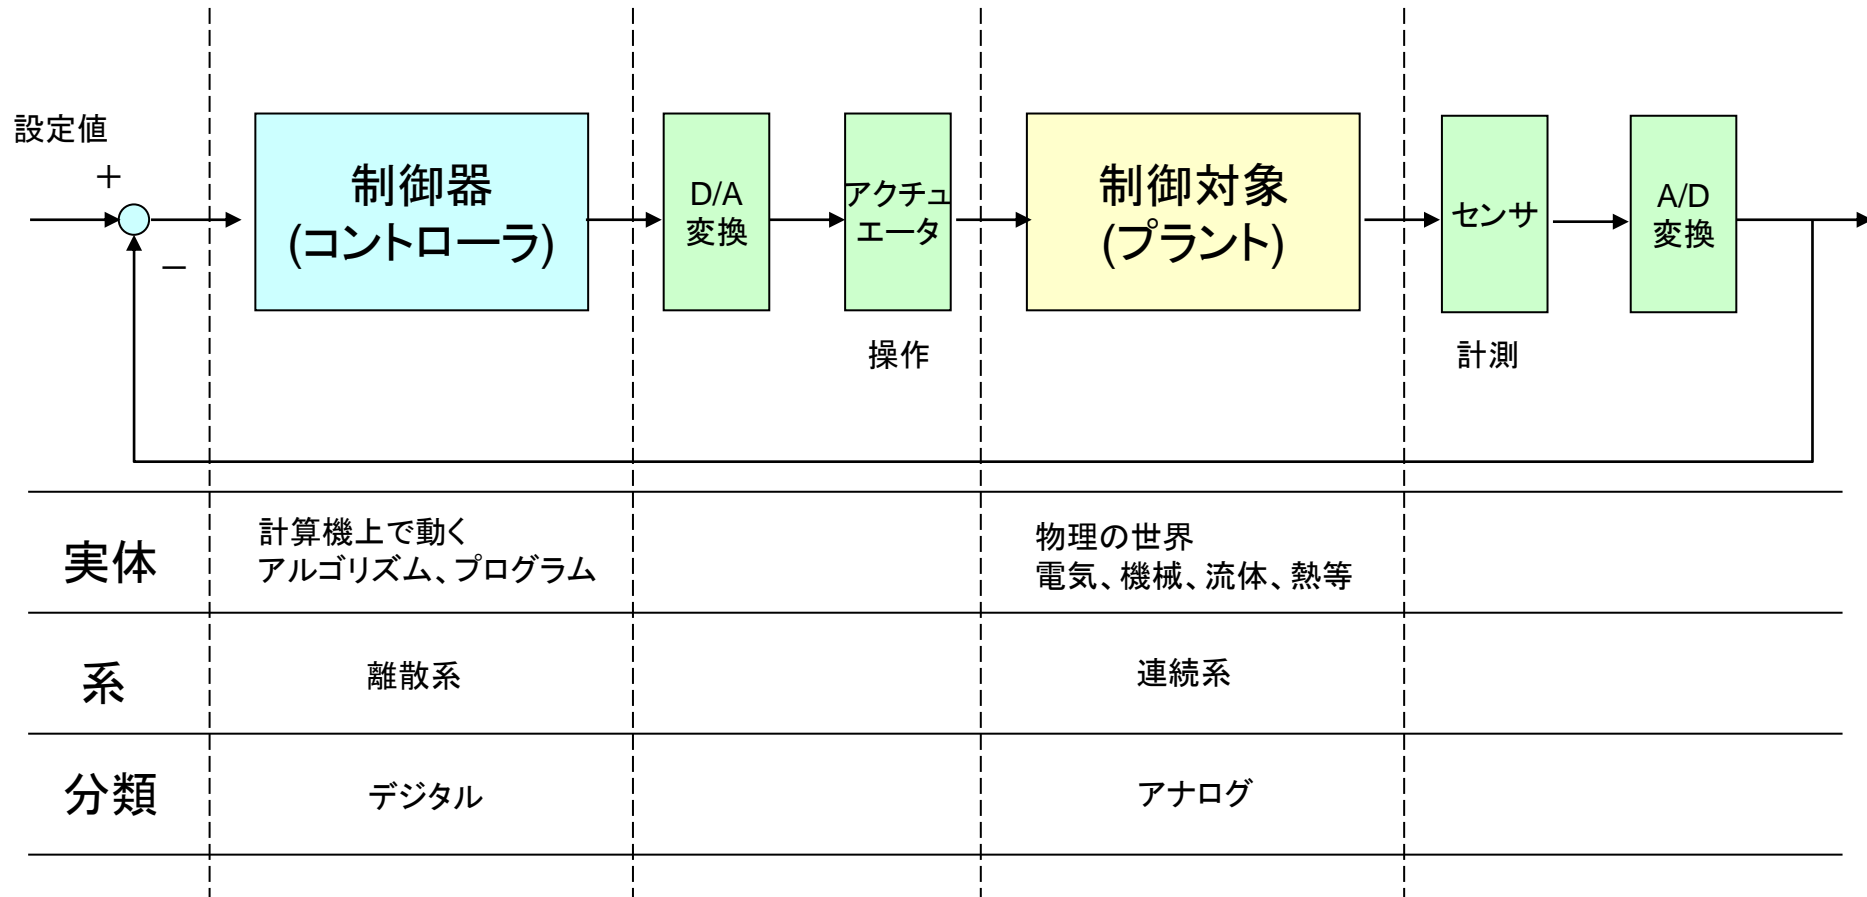 設定値
+
−
制御器
(コントローラ)
D/A
変換
アクチュ
エータ
操作
制御対象
(プラント)
センサ
計測
A/D
変換
実体
計算機上で動く
アルゴリズム、プログラム
物理の世界
電気、機械、流体、熱等
系
離散系
連続系
分類
デジタル
アナログ